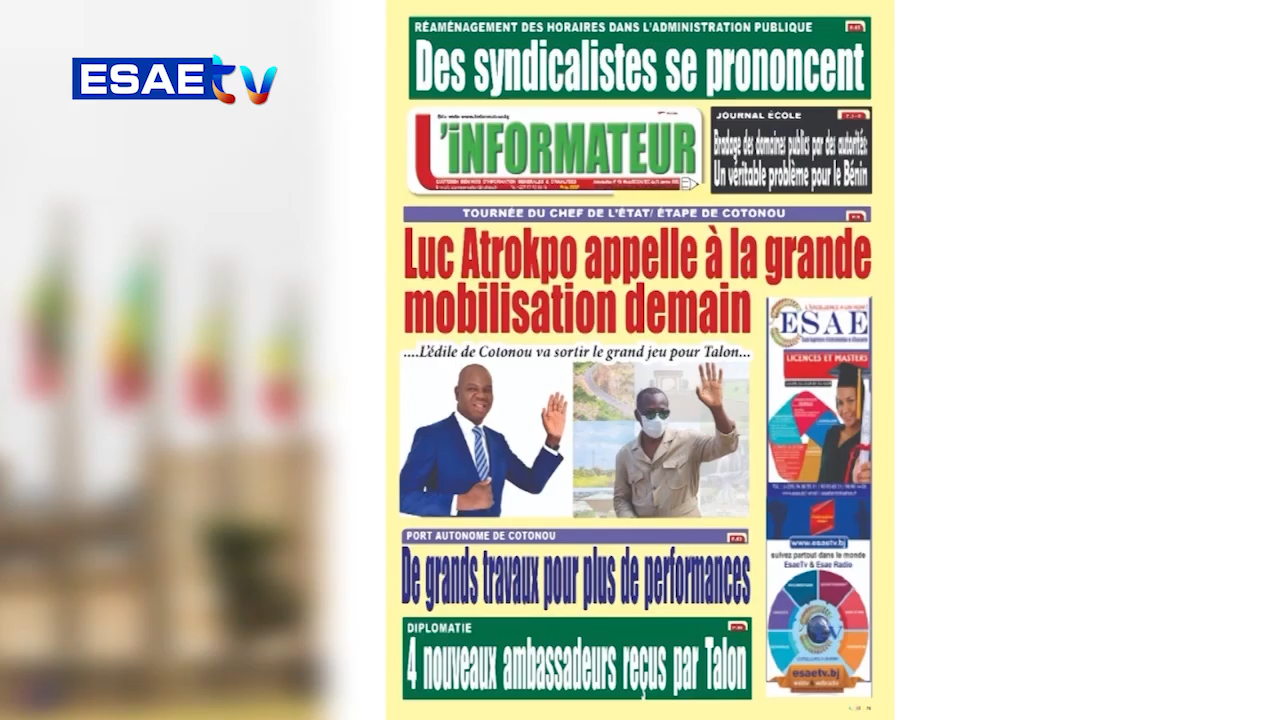 ESAE tv
RÉAMÉNAGEMENT DES HORAIRES DANS L'ADMINISTRATION PUBLIQUE
Des syndicalistes se prononcent
L'iNFORMATEUR
JOURNAL ÉCOLE
Bradage des domaines publics par des autorités
Un véritable problème pour le Bénin
TOURNÉE DU CHEF DE L'ÉTAT/ ÉTAPE DE COTONOU
Luc Atrokpo appelle à la grande
mobilisation demain
....L'édile de Cotonou va sortir le grand jeu pour Talon...
ESAE
LICENCES ET MASTERS
PORT AUTONOME DE COTONOU
De grands travaux pour plus de performances
DIPLOMATIE
4 nouveaux ambassadeurs reçus par Talon
www.esaetv.bj
suivez partout dans le monde
EsaeTv & Esae Radio
esaetv.bj